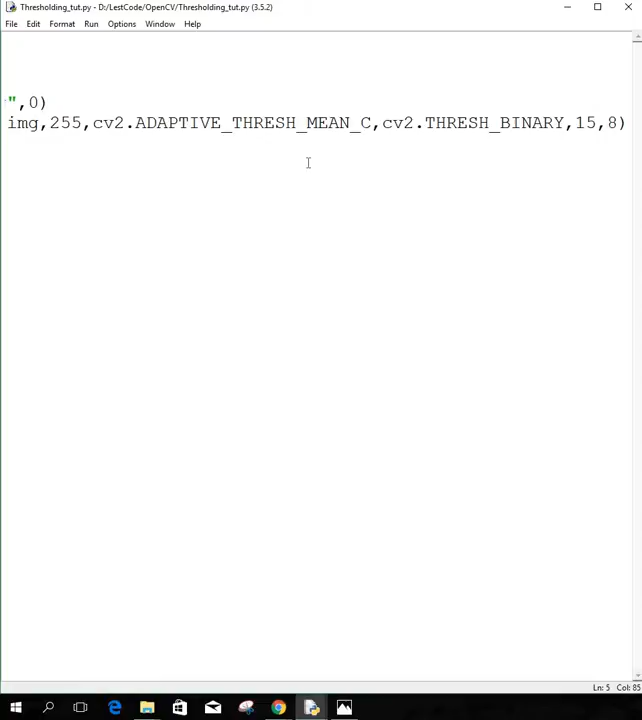 Thresholding_tut.py - D:/LestCode/OpenCV/Thresholding_tut.py (3.5.2)
File Edit Format Run Options Window Help
",0)
img,255,cv2.ADAPTIVE_THRESH_MEAN_C,cv2.THRESH_BINARY,15,8)
Ln: 5 Col: 85